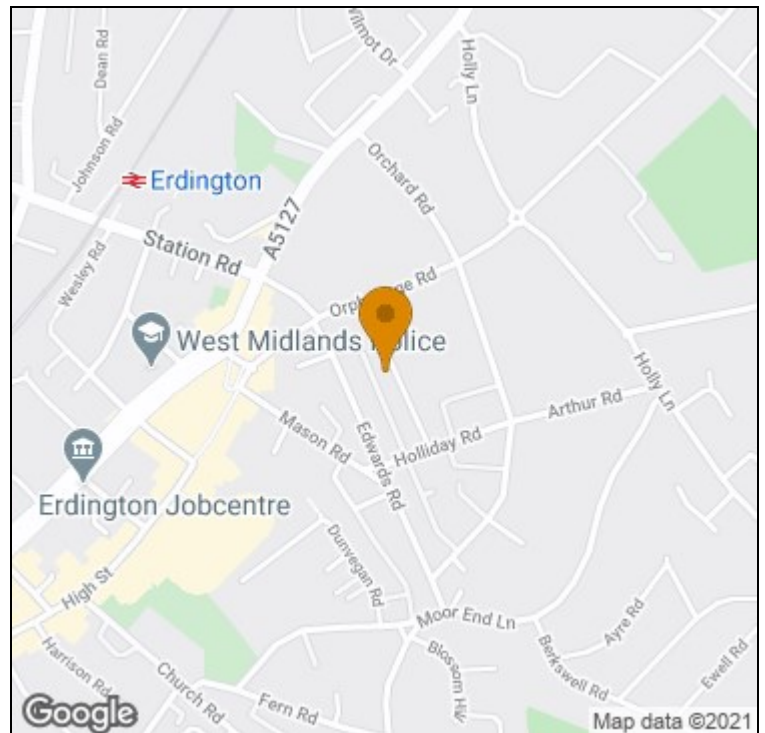 Dean Rd
Wilmot Dr
Holly Ln
Johnson Rd
Orchard Rd
Erdington
A5127
Station Rd
Wesley Rd
West Midlands
Holly Ln
Arthur Rd
Mason Rd
Edwards Rd
Holliday Rd
Erdington Jobcentre
Dunvegan Rd
High St
Moor End Ln
Ayre Rd
Harrison Rd
Church Rd
Blossom
Berkswell Rd
Ewell Rd
Fern Rd
Google
Map data ©2021